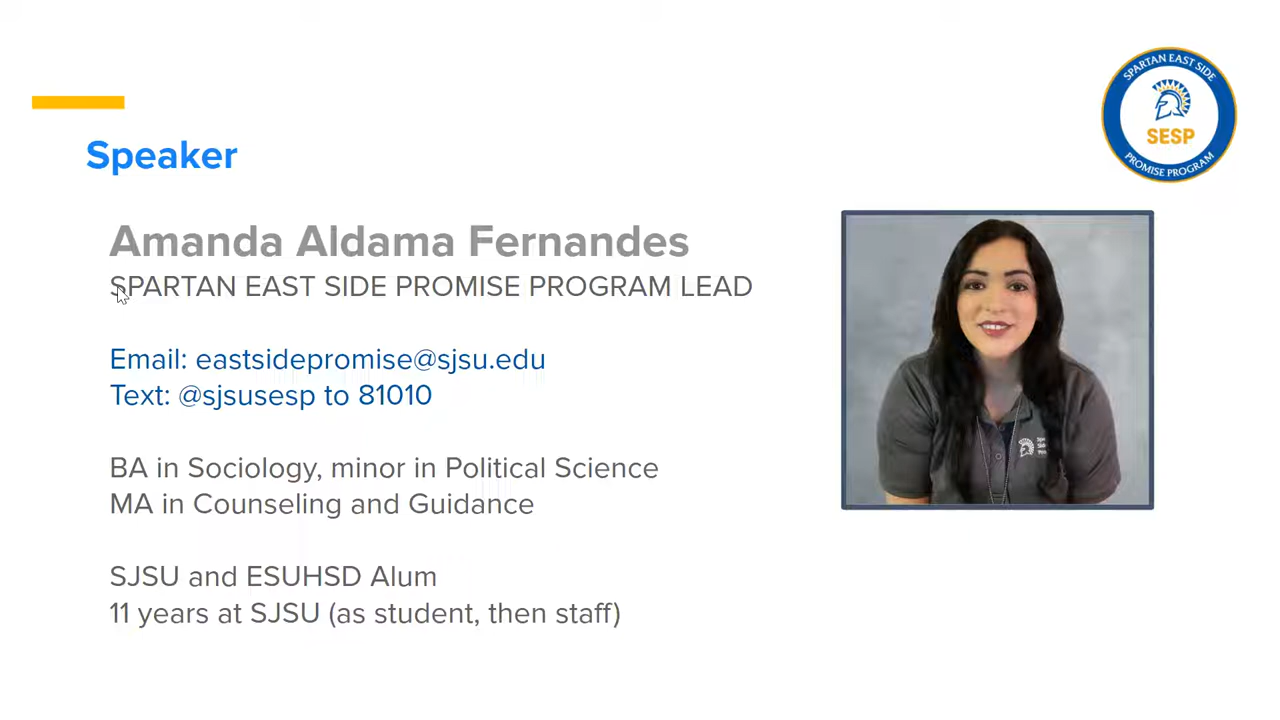 SPARTAN EAST SIDE
SESP
PROMISE PROGRAM
Speaker
Amanda Aldama Fernandes
SPARTAN EAST SIDE PROMISE PROGRAM LEAD
Email: eastsidepromise@sjsu.edu
Text: @sjsusesp to 81010
BA in Sociology, minor in Political Science
MA in Counseling and Guidance
SJSU and ESUHSD Alum
11 years at SJSU (as student, then staff)